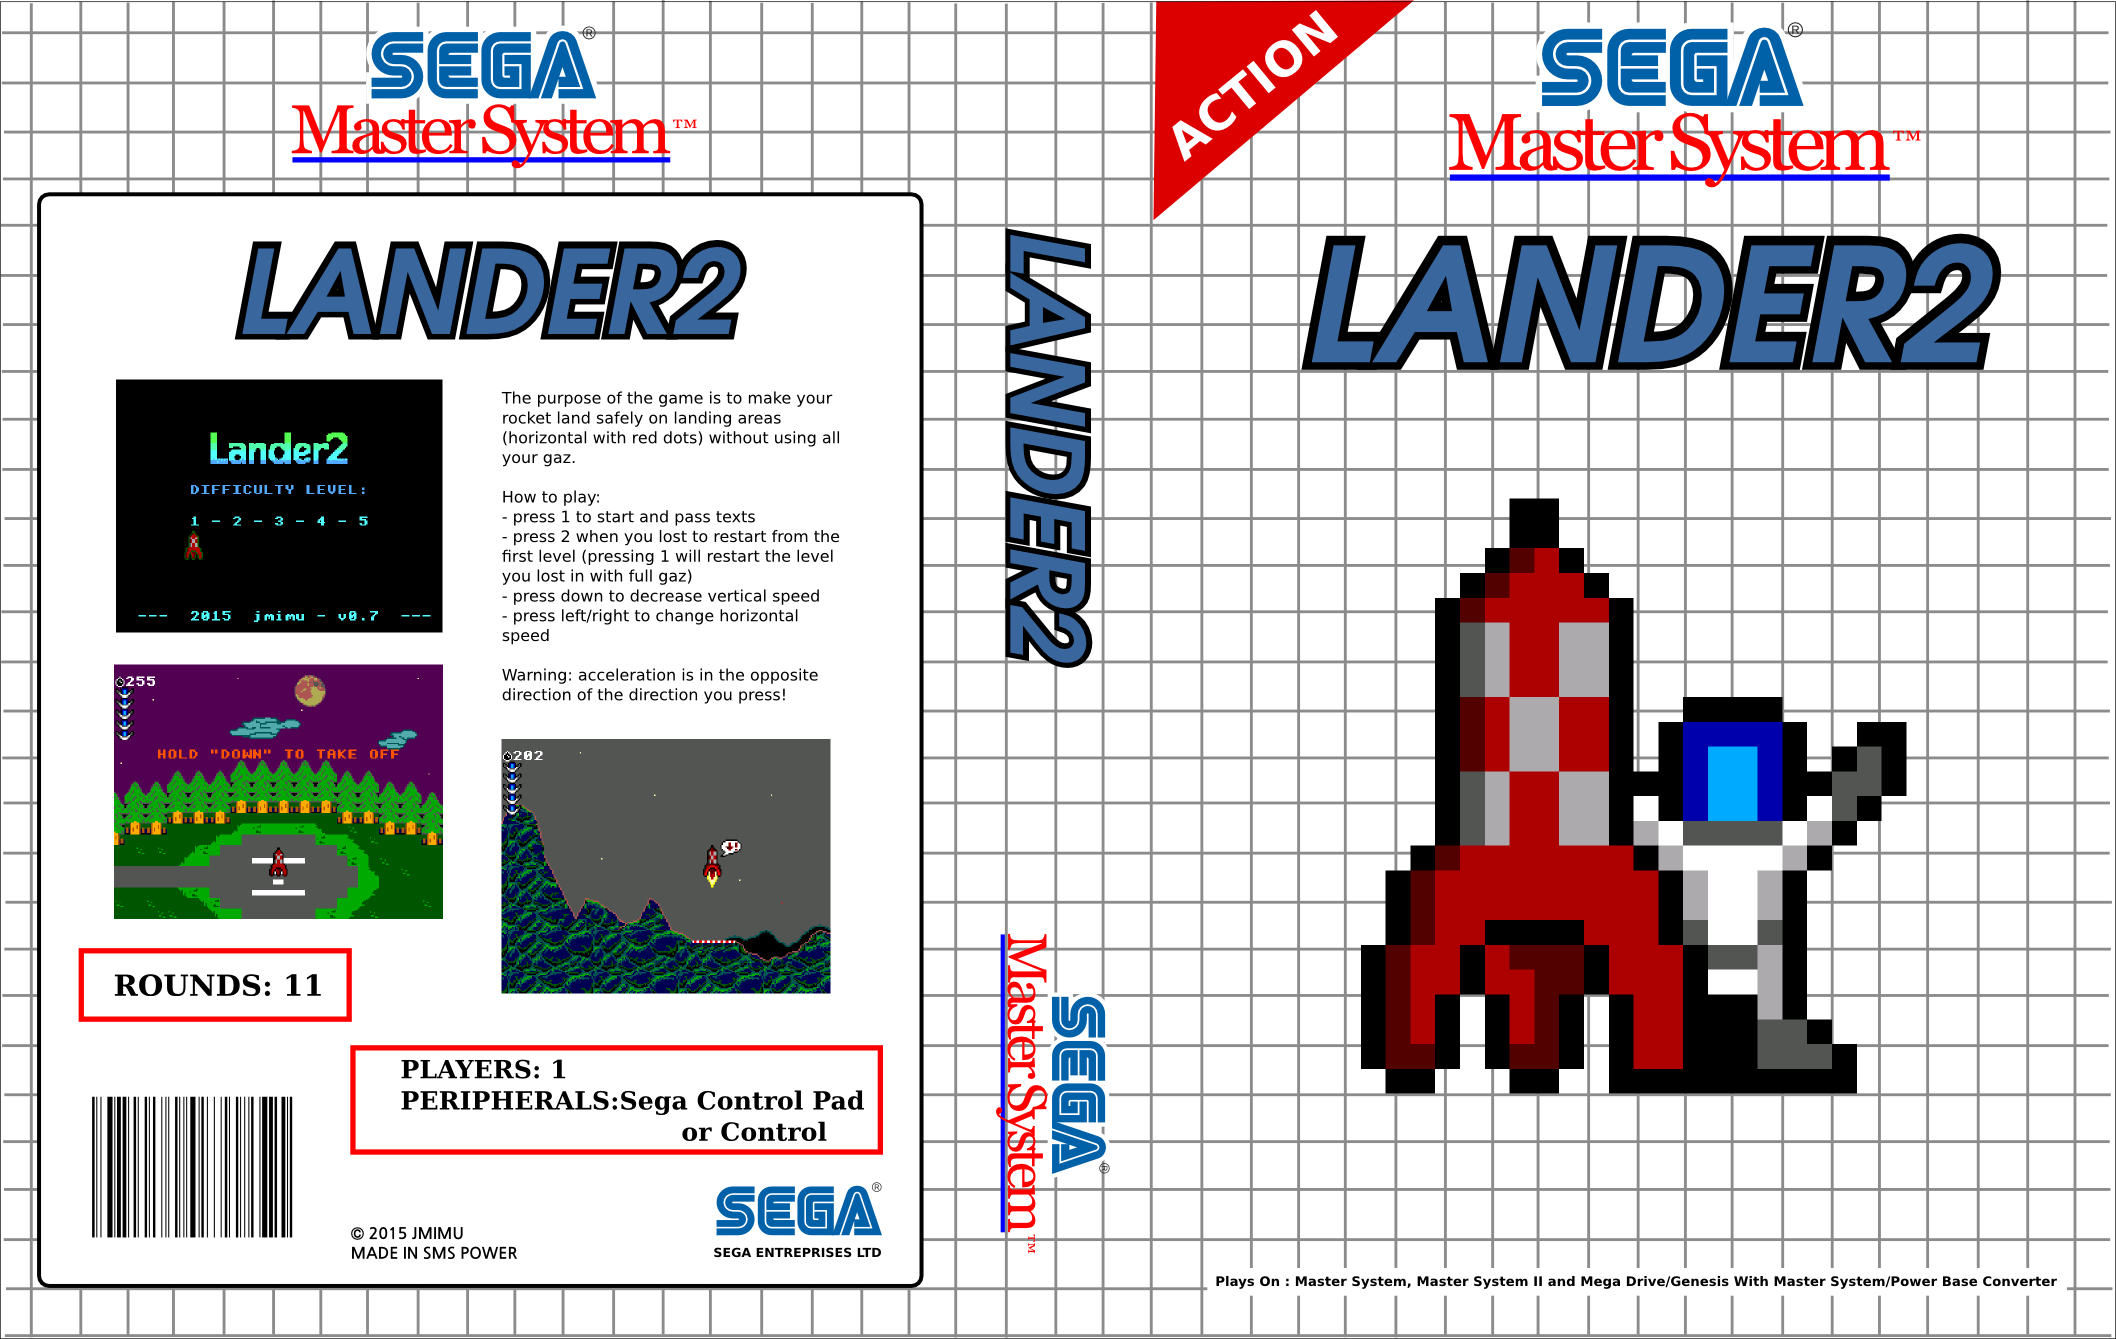 SEGA®
Master System™
LANDER2
Lander2
DIFFICULTY LEVEL:
1 - 2 - 3 - 4 - 5
--- 2015 jmimu - v0.7 ---
The purpose of the game is to make your
rocket land safely on landing areas
(horizontal with red dots) without using all
your gaz.
How to play:
- press 1 to start and pass texts
- press 2 when you lost to restart from the
first level (pressing 1 will restart the level
you lost in with full gaz)
- press down to decrease vertical speed
- press left/right to change horizontal
speed
Warning: acceleration is in the opposite
direction of the direction you press!
255
HOLD "DOWN" TO TAKE OFF
202
ROUNDS: 11
PLAYERS: 1
PERIPHERALS:Sega Control Pad
or Control
© 2015 JMIMU
MADE IN SMS POWER
SEGA®
SEGA ENTREPRISES LTD
LANDER2
SEGA®
Master System™
ACTION
SEGA®
Master System™
LANDER2
Plays On : Master System, Master System II and Mega Drive/Genesis With Master System/Power Base Converter